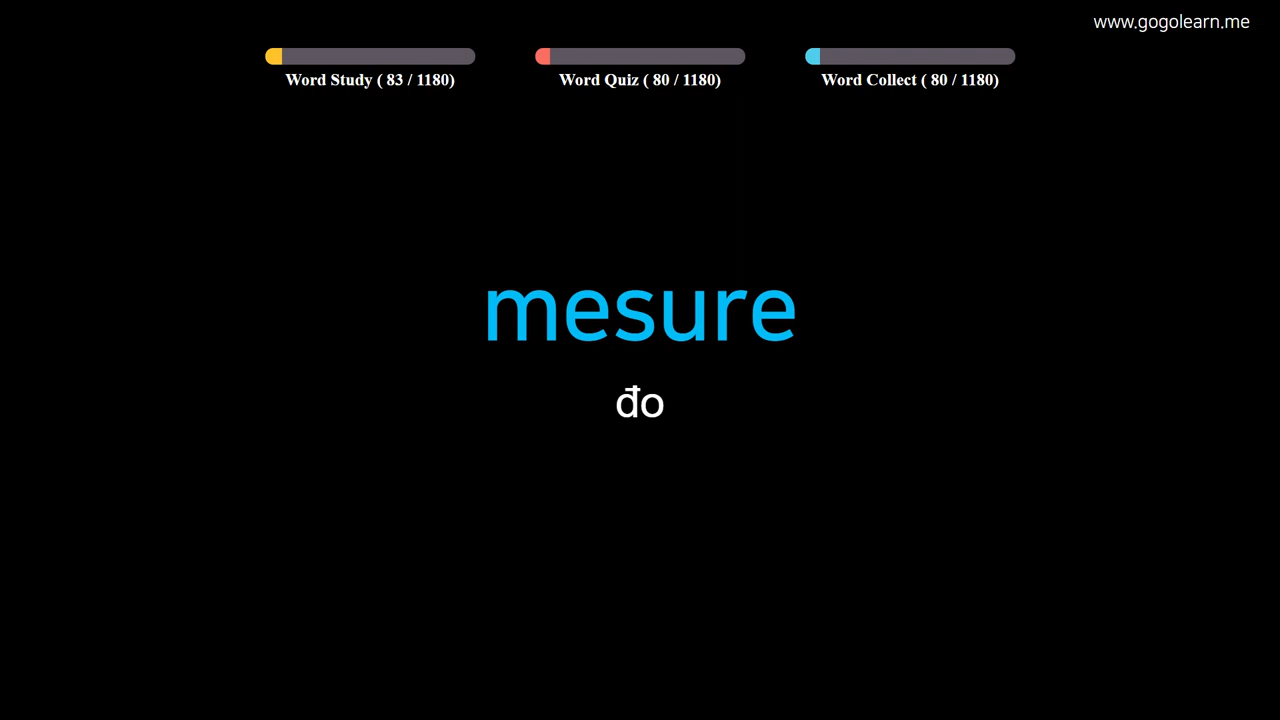 www.gogolearn.me
Word Study ( 83 / 1180)
Word Quiz ( 80 / 1180)
Word Collect ( 80 / 1180)
mesure
đo